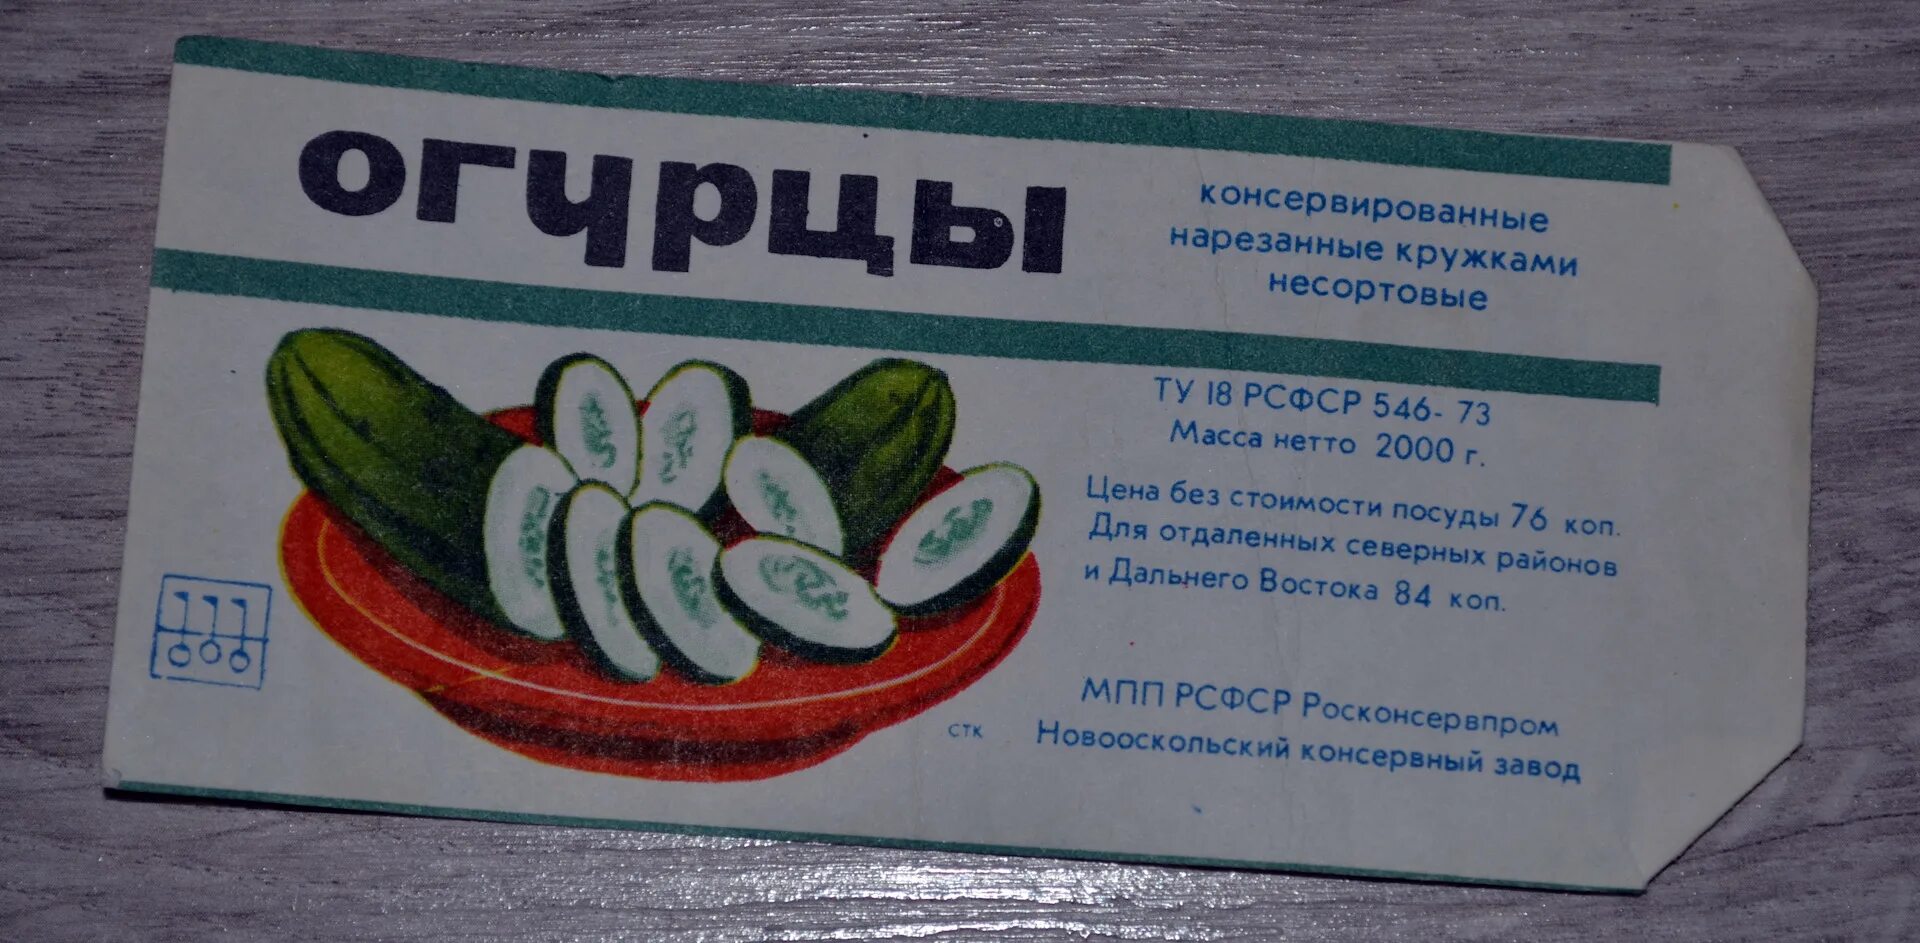 огурцы
консервированные
нарезанные кружками
несортовые
ТУ 18 РСФСР 546- 73
Масса нетто 2000 г.
Цена без стоимости посуды 76 коп.
Для отдаленных северных районов
и Дальнего Востока 84 коп.
МПП РСФСР Росконсервпром
стк Новооскольский консервный завод